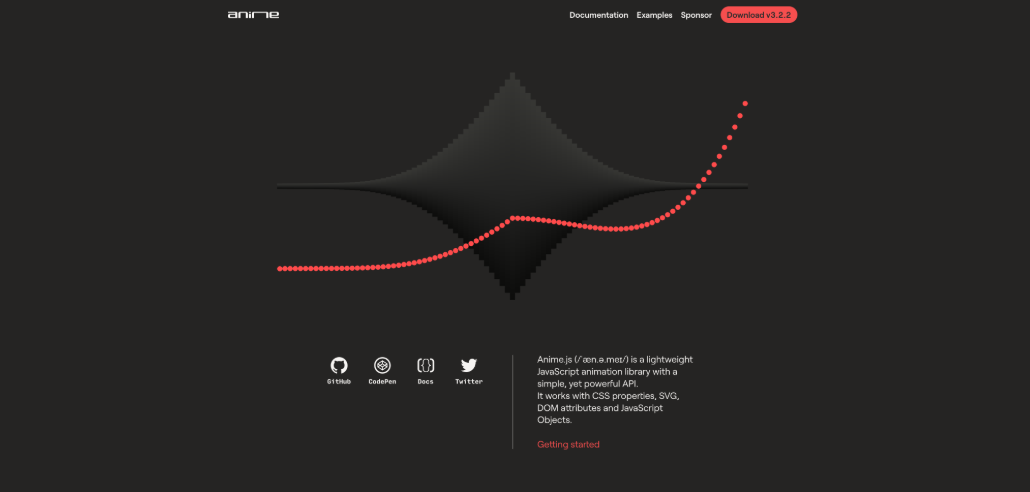 anime
Documentation Examples Sponsor Download v3.2.2
GitHub CodePen Docs Twitter
Anime.js (/ˈæn.ə.meɪ/) is a lightweight
JavaScript animation library with a
simple, yet powerful API.
It works with CSS properties, SVG,
DOM attributes and JavaScript
Objects.
Getting started